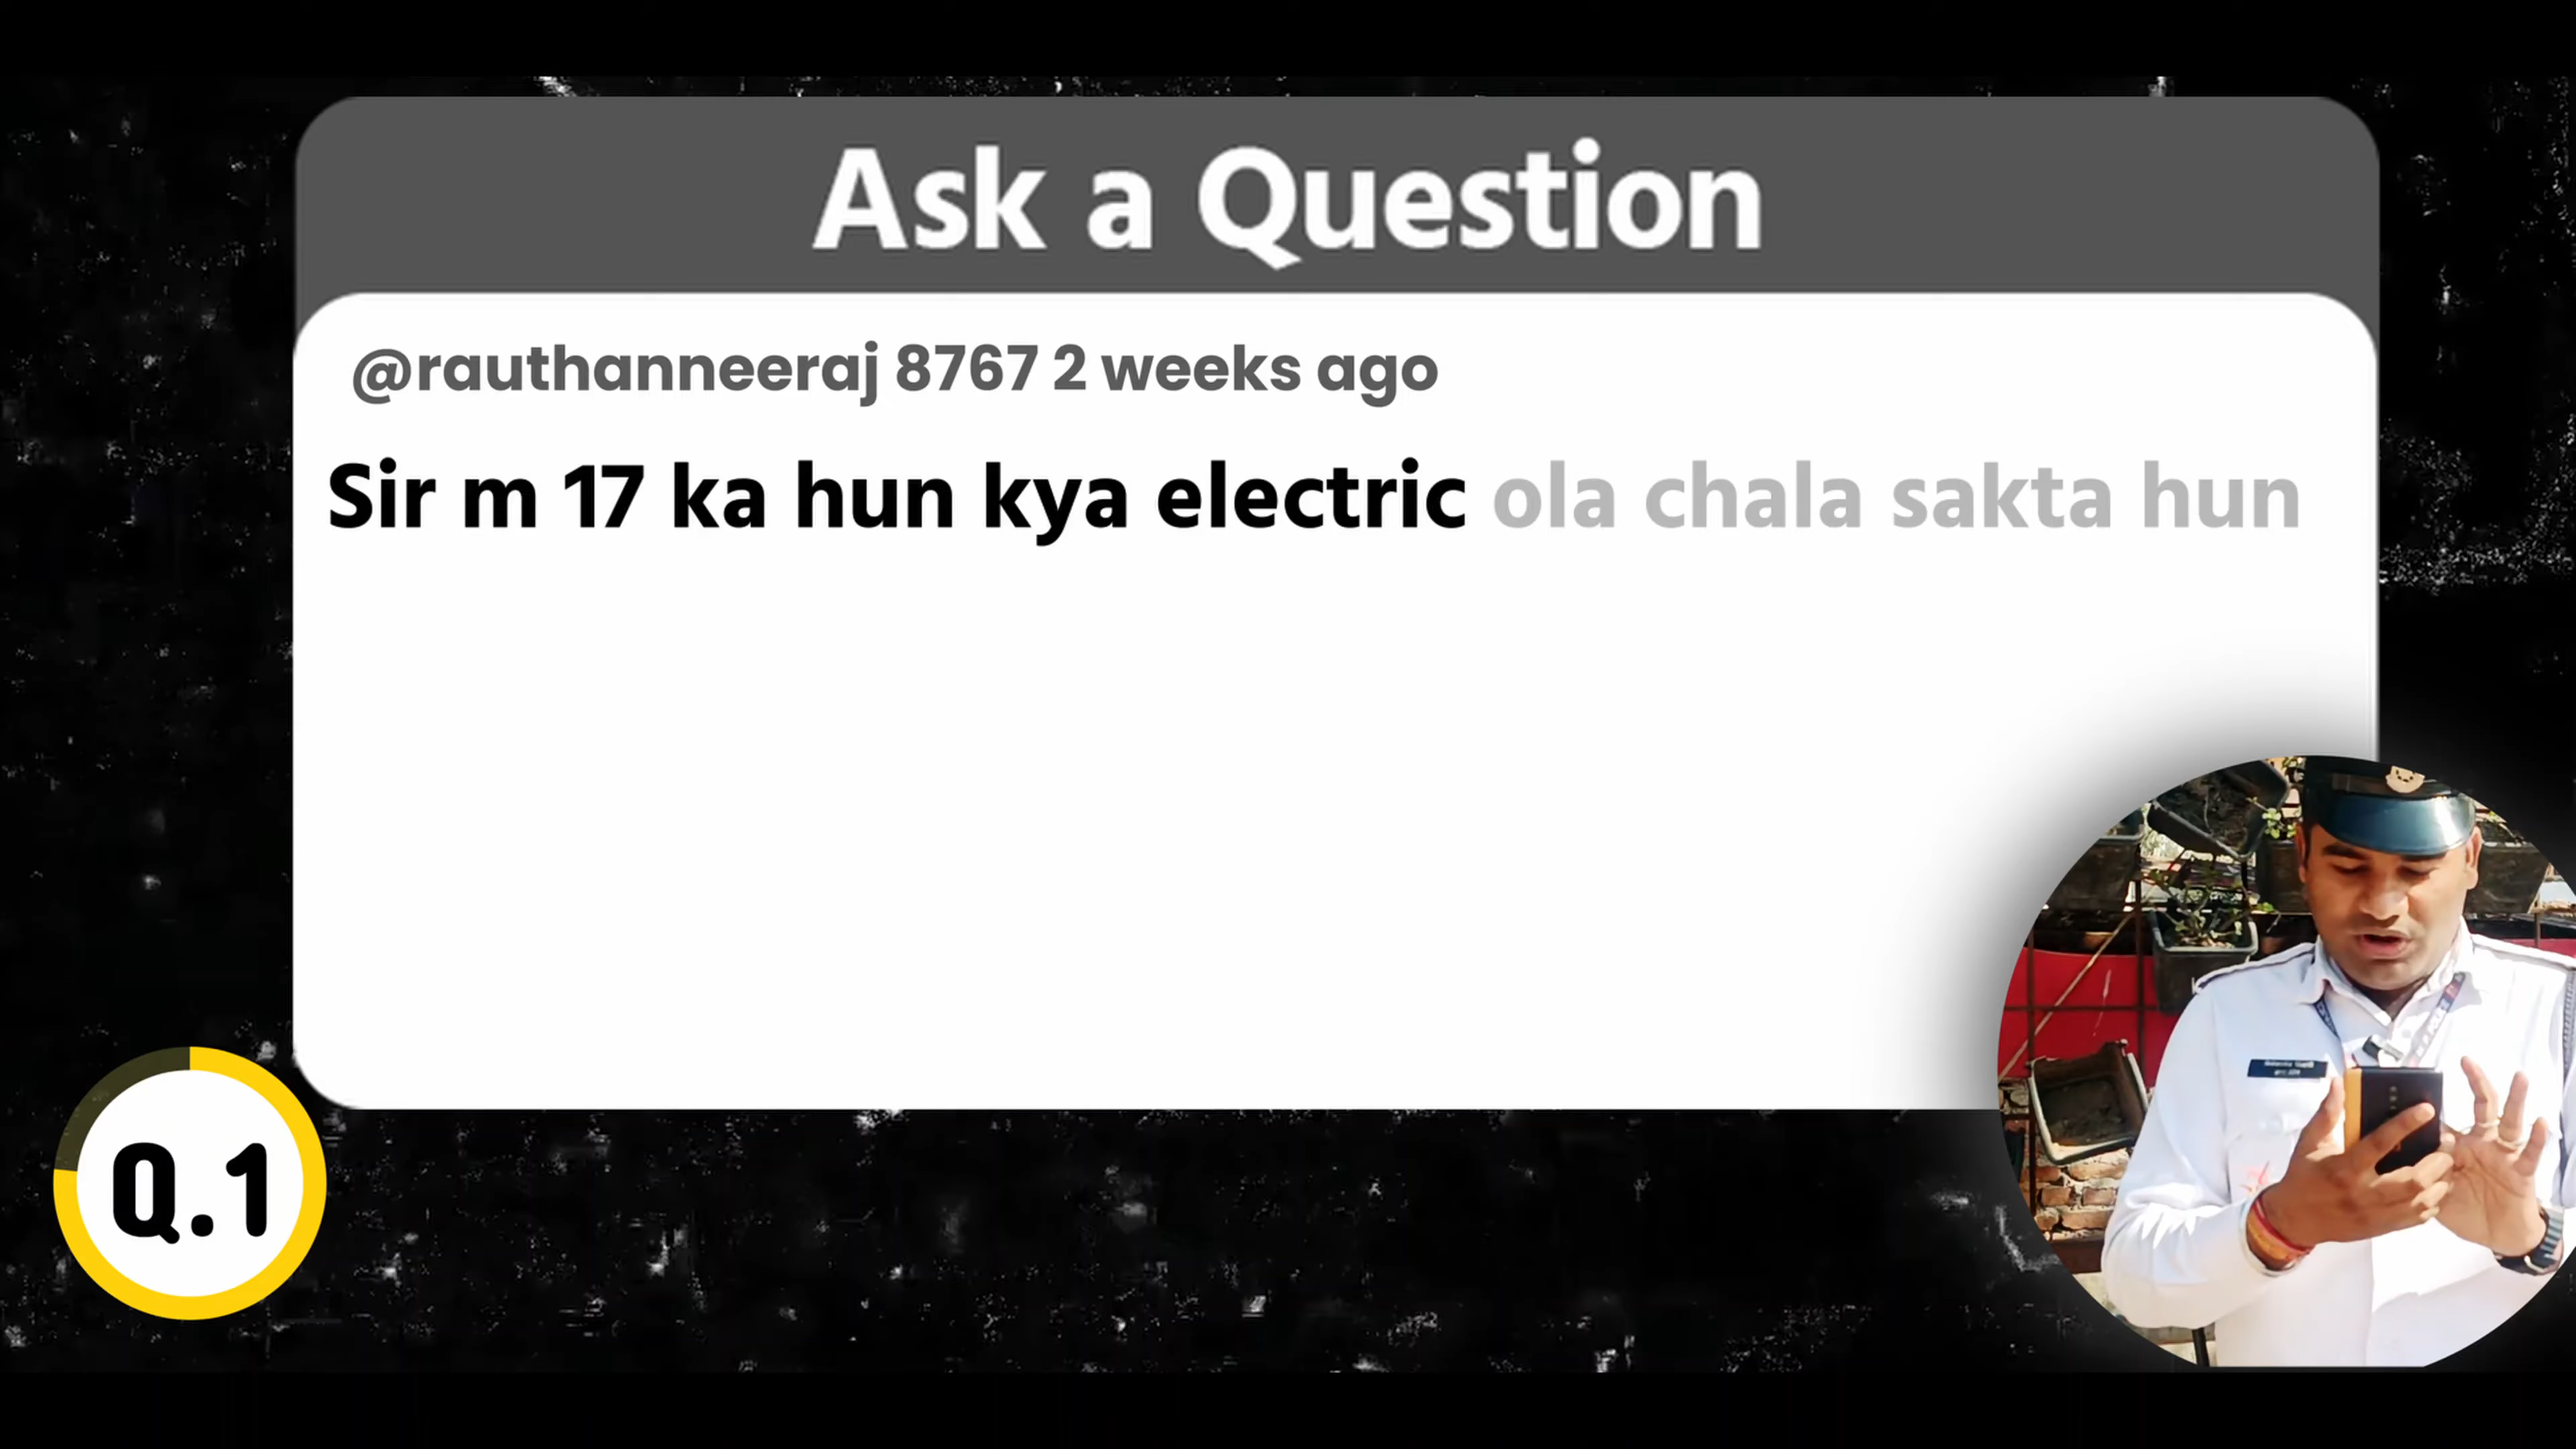 Ask a Question
@rauthanneeraj 8767 2 weeks ago
Sir m 17 ka hun kya electric ola chala sakta hun
Q.1